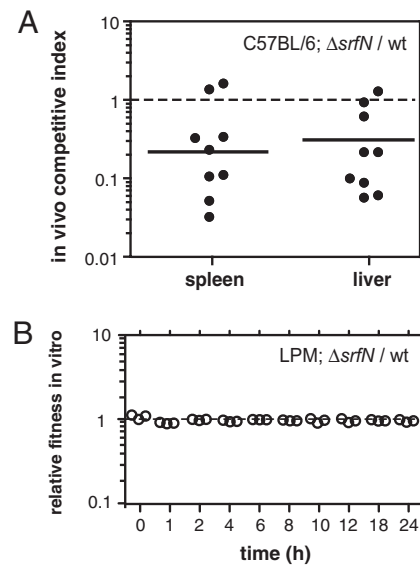 A
C57BL/6; ΔsrfN / wt
in vivo competitive index
10
1
0.1
0.01
spleen liver
B
LPM; ΔsrfN / wt
relative fitness in vitro
10
1
0.1
0 1 2 4 6 8 10 12 18 24
time (h)